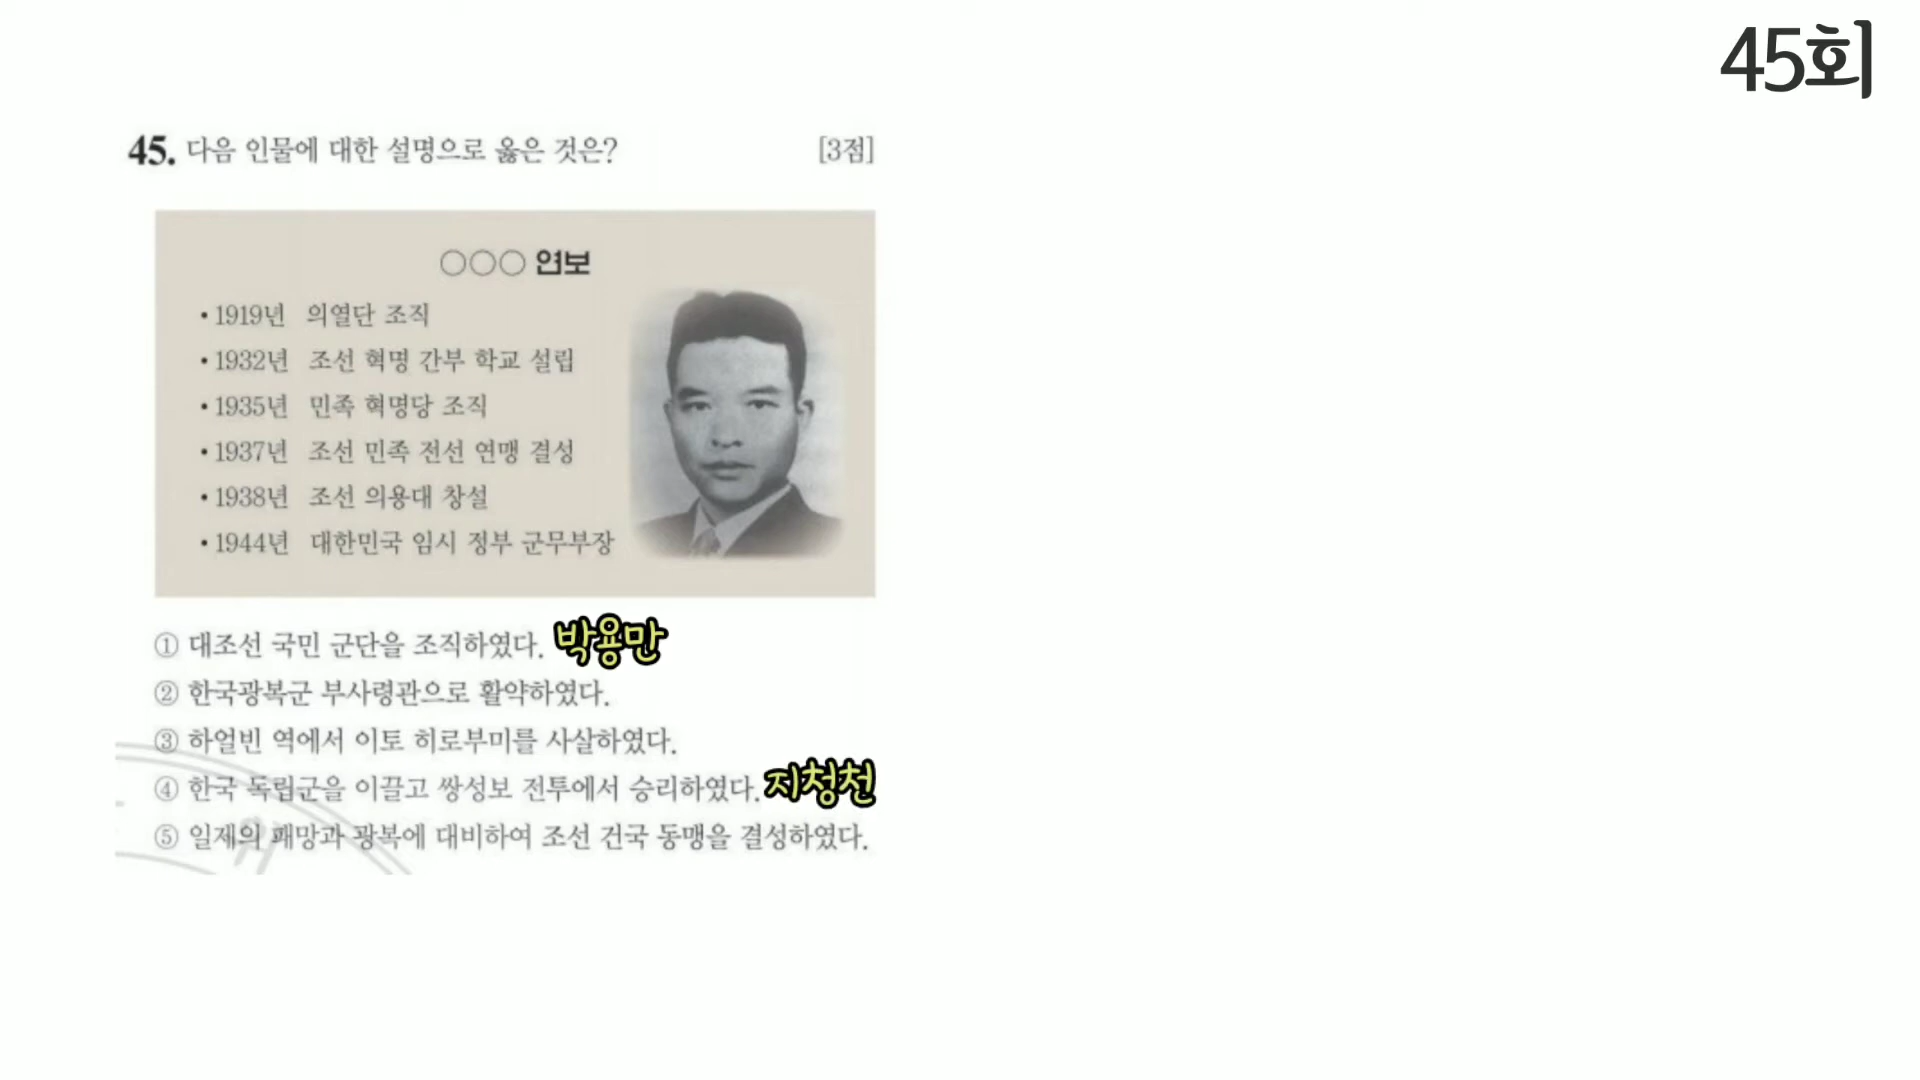 45회
45. 다음 인물에 대한 설명으로 옳은 것은? [3점]
○○○ 연보
• 1919년 의열단 조직
• 1932년 조선 혁명 간부 학교 설립
• 1935년 민족 혁명당 조직
• 1937년 조선 민족 전선 연맹 결성
• 1938년 조선 의용대 창설
• 1944년 대한민국 임시 정부 군무부장
① 대조선 국민 군단을 조직하였다. 박용만
② 한국광복군 부사령관으로 활약하였다.
③ 하얼빈 역에서 이토 히로부미를 사살하였다.
④ 한국 독립군을 이끌고 쌍성보 전투에서 승리하였다. 지청천
⑤ 일제의 패망과 광복에 대비하여 조선 건국 동맹을 결성하였다.